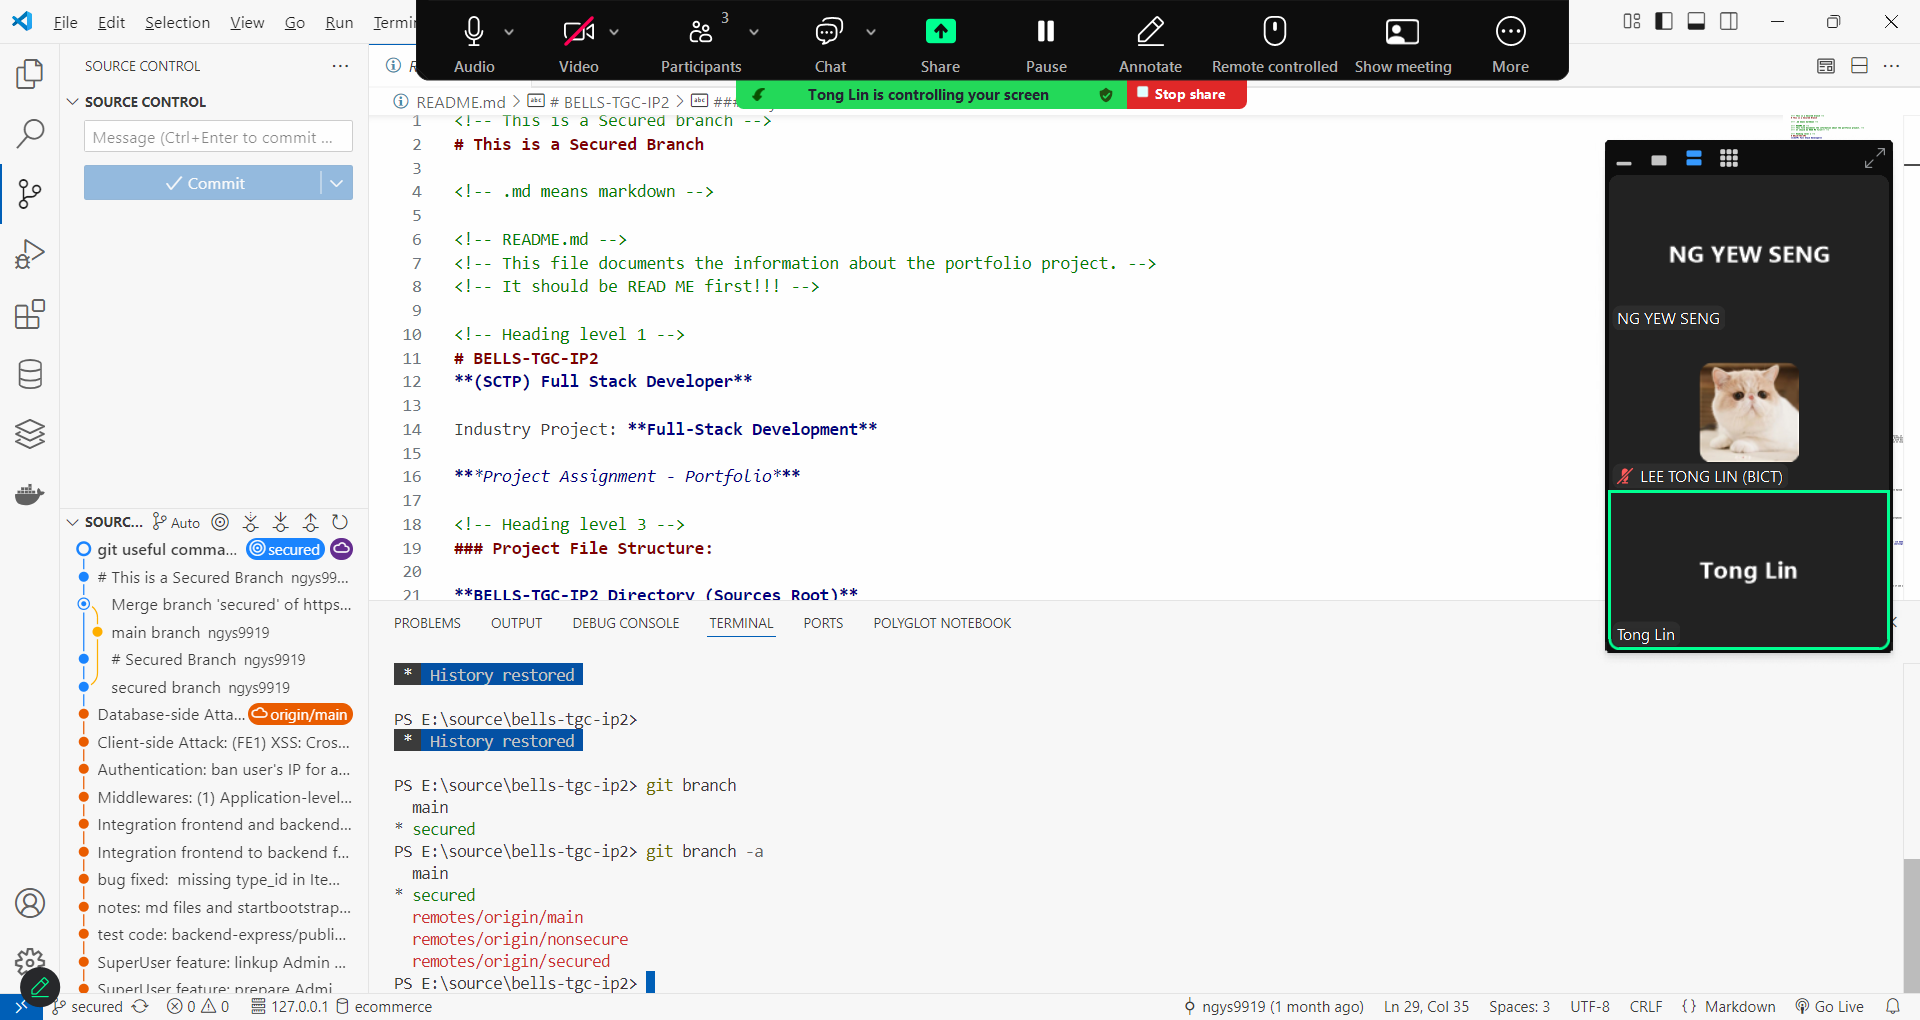 File Edit Selection View Go Run Termin
Audio Video Participants 3 Chat Share Pause Annotate Remote controlled Show meeting More
Tong Lin is controlling your screen Stop share
SOURCE CONTROL
SOURCE CONTROL
Message (Ctrl+Enter to commit ...
Commit
README.md > # BELLS-TGC-IP2 > ###
1 <!-- This is a Secured branch -->
2 # This is a Secured Branch
3
4 <!-- .md means markdown -->
5
6 <!-- README.md -->
7 <!-- This file documents the information about the portfolio project. -->
8 <!-- It should be READ ME first!!! -->
9
10 <!-- Heading level 1 -->
11 # BELLS-TGC-IP2
12 **(SCTP) Full Stack Developer**
13
14 Industry Project: **Full-Stack Development**
15
16 ***Project Assignment - Portfolio***
17
18 <!-- Heading level 3 -->
19 ### Project File Structure:
20
21 **BELLS-TGC-IP2 Directory (Sources Root)**
NG YEW SENG
NG YEW SENG
LEE TONG LIN (BICT)
Tong Lin
Tong Lin
SOURC... Auto
git useful comma... secured
# This is a Secured Branch ngys99...
Merge branch 'secured' of https...
main branch ngys9919
# Secured Branch ngys9919
secured branch ngys9919
Database-side Atta... origin/main
Client-side Attack: (FE1) XSS: Cros...
Authentication: ban user's IP for a...
Middlewares: (1) Application-level...
Integration frontend and backend...
Integration frontend to backend f...
bug fixed: missing type_id in Ite...
notes: md files and startbootstrap...
test code: backend-express/publi...
SuperUser feature: linkup Admin ...
SuperUser feature: prepare Admi
PROBLEMS OUTPUT DEBUG CONSOLE TERMINAL PORTS POLYGLOT NOTEBOOK
* History restored
PS E:\source\bells-tgc-ip2>
* History restored
PS E:\source\bells-tgc-ip2> git branch
main
* secured
PS E:\source\bells-tgc-ip2> git branch -a
main
* secured
remotes/origin/main
remotes/origin/nonsecure
remotes/origin/secured
PS E:\source\bells-tgc-ip2>
secured 0 0 127.0.0.1 ecommerce ngys9919 (1 month ago) Ln 29, Col 35 Spaces: 3 UTF-8 CRLF {} Markdown Go Live